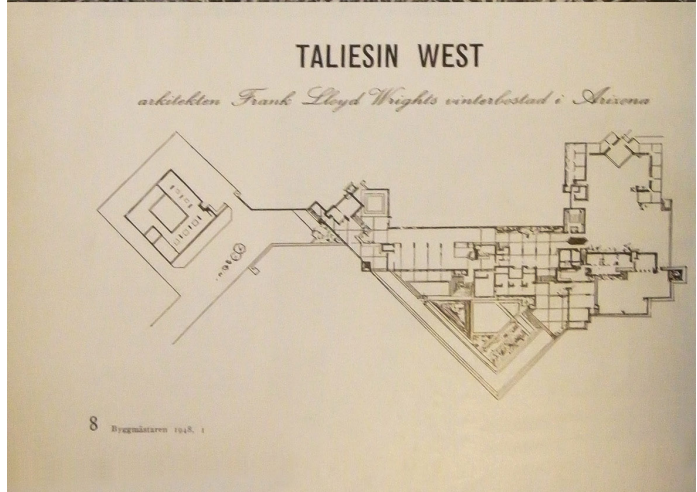 TALIESIN WEST
arkitekten Frank Lloyd Wrights vinterbostad i Arizona
8 Byggmästaren 1948, 1